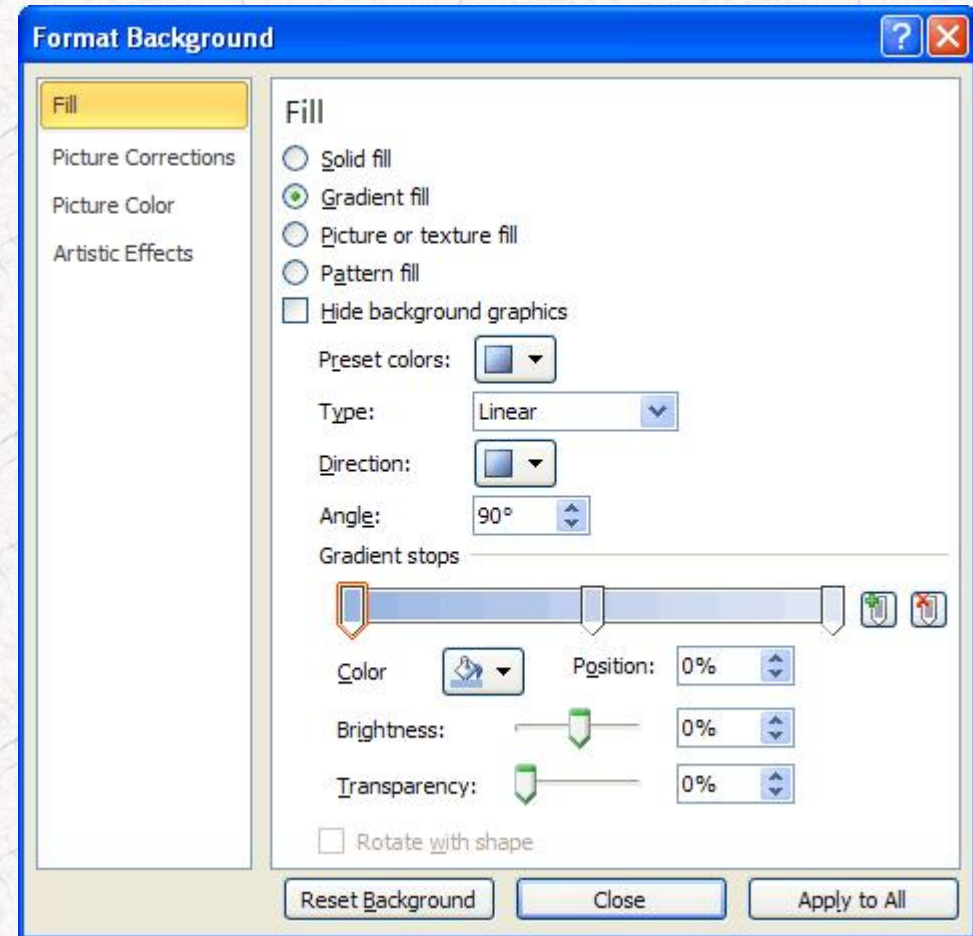 Format Background
Fill
Picture Corrections
Picture Color
Artistic Effects
Fill
Solid fill
Gradient fill
Picture or texture fill
Pattern fill
Hide background graphics
Preset colors:
Type: Linear
Direction:
Angle: 90°
Gradient stops
Color Position: 0%
Brightness: 0%
Transparency: 0%
Rotate with shape
Reset Background Close Apply to All